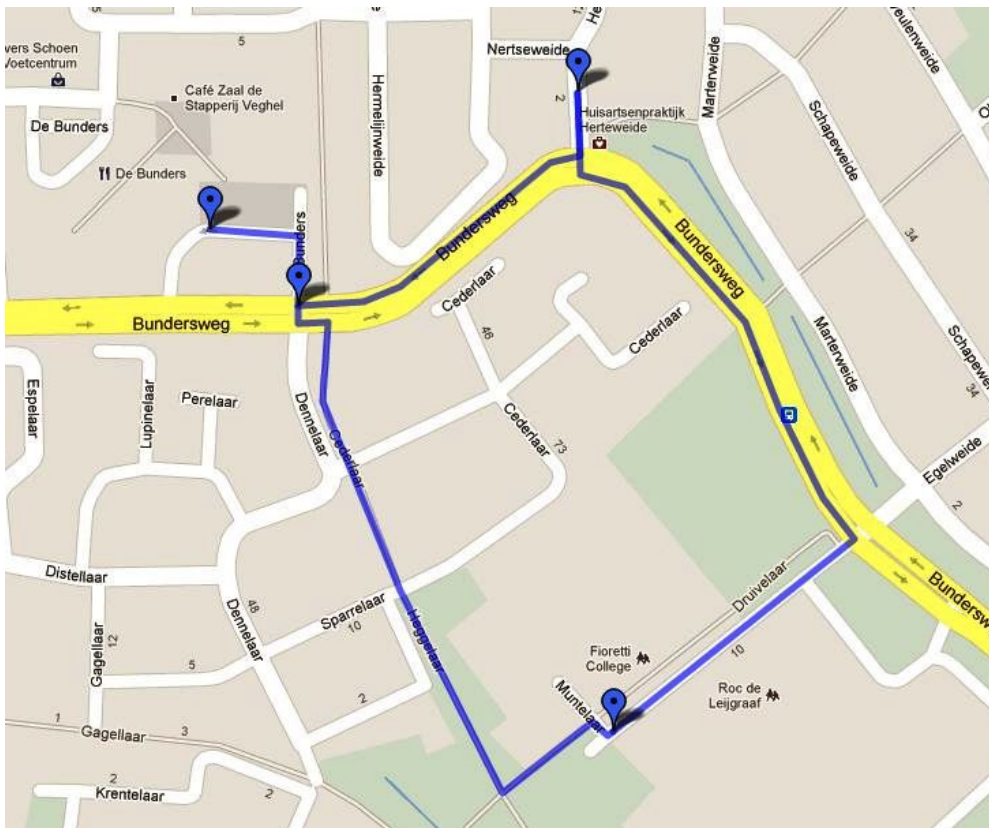 5
vers Schoen
Voetcentrum
Café Zaal de
Stapperij Veghel
De Bunders
De Bunders
Bunders
Hermelijnweide
Nertseweide
2
Huisartsenpraktijk
Herteweide
Marterweide
Schapeweide
34
Bundersweg
Bundersweg
Bundersweg
Cederlaar
46
Cederlaar
Marterweide
Schapeweide
34
Espelaar
Lupinelaar
Perelaar
Dennelaar
Cederlaar
Cederlaar
73
Egelweide
2
Distellaar
Gagellaar
12
Dennelaar
48
Sparrelaar
10
Heggelaar
Druivelaar
10
Bundersweg
Fioretti
College
Roc de
Leijgraaf
Muntelaar
5
2
1
Gagellaar
3
2
Krentelaar
2